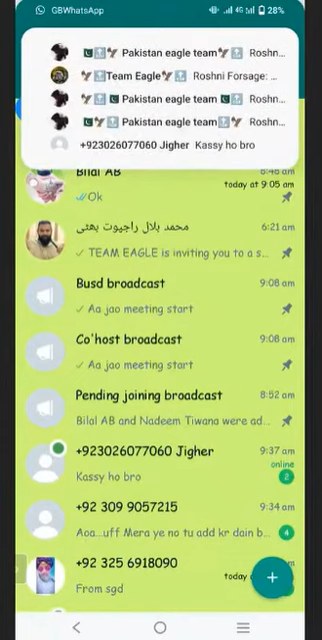 GBWhatsApp 4G 28%
Pakistan eagle team Roshn...
Team Eagle Roshni Forsage: ...
Pakistan eagle team Roshn...
Pakistan eagle team Roshn...
+923026077060 Jigher Kassy ho bro
Bilal AB 8:46 am
today at 9:05 am
Ok
محمد بلال راجپوت بھٹی 6:21 am
TEAM EAGLE is inviting you to a s...
Busd broadcast 9:08 am
Aa jao meeting start
Co'host broadcast 9:08 am
Aa jao meeting start
Pending joining broadcast 8:52 am
Bilal AB and Nadeem Tiwana were ad...
+923026077060 Jigher 9:37 am
online
Kassy ho bro 2
+92 309 9057215 9:34 am
Aoa...uff Mera ye no tu add kr dain b... 4
+92 325 6918090
today
From sgd